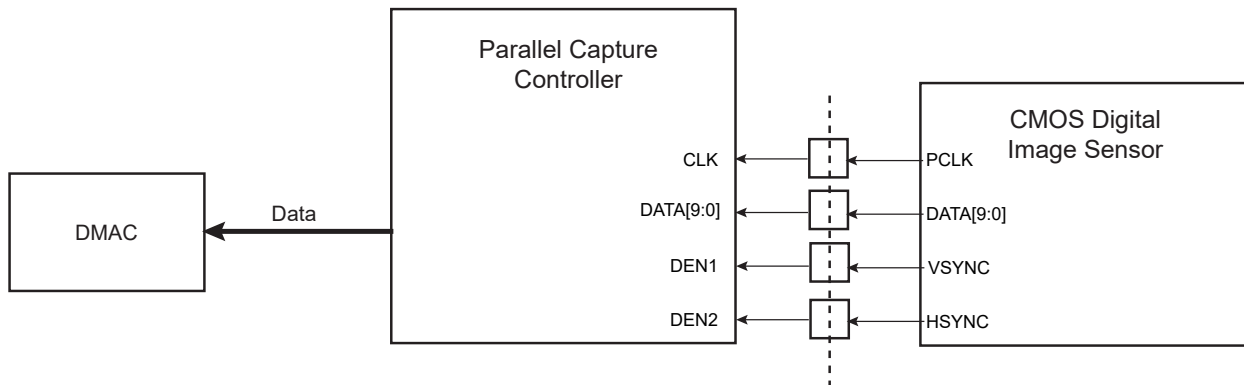 Parallel Capture
Controller
CMOS Digital
Image Sensor
CLK
PCLK
DATA[9:0]
DATA[9:0]
Data
DMAC
DEN1
VSYNC
DEN2
HSYNC